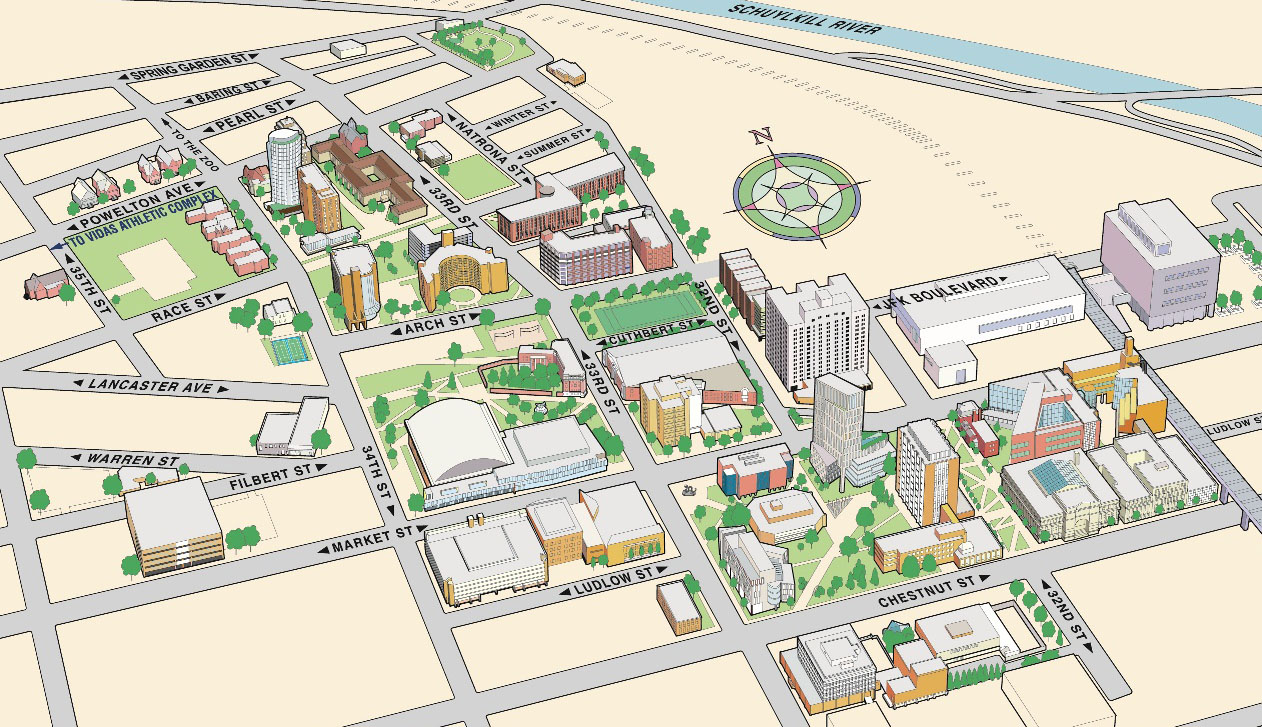 SCHUYLKILL RIVER
SPRING GARDEN ST
BARING ST
PEARL ST
TO THE ZOO
NATRONA ST
WINTER ST
SUMMER ST
N
POWELTON AVE
TO VIDAS ATHLETIC COMPLEX
33RD S
35TH ST
RACE ST
ARCH ST
32ND ST
CUTHBERT ST
JFK BOULEVARD
LANCASTER AVE
33RD ST
WARREN ST
FILBERT ST
34TH ST
LUDLOW S
MARKET ST
LUDLOW ST
CHESTNUT ST
32ND ST